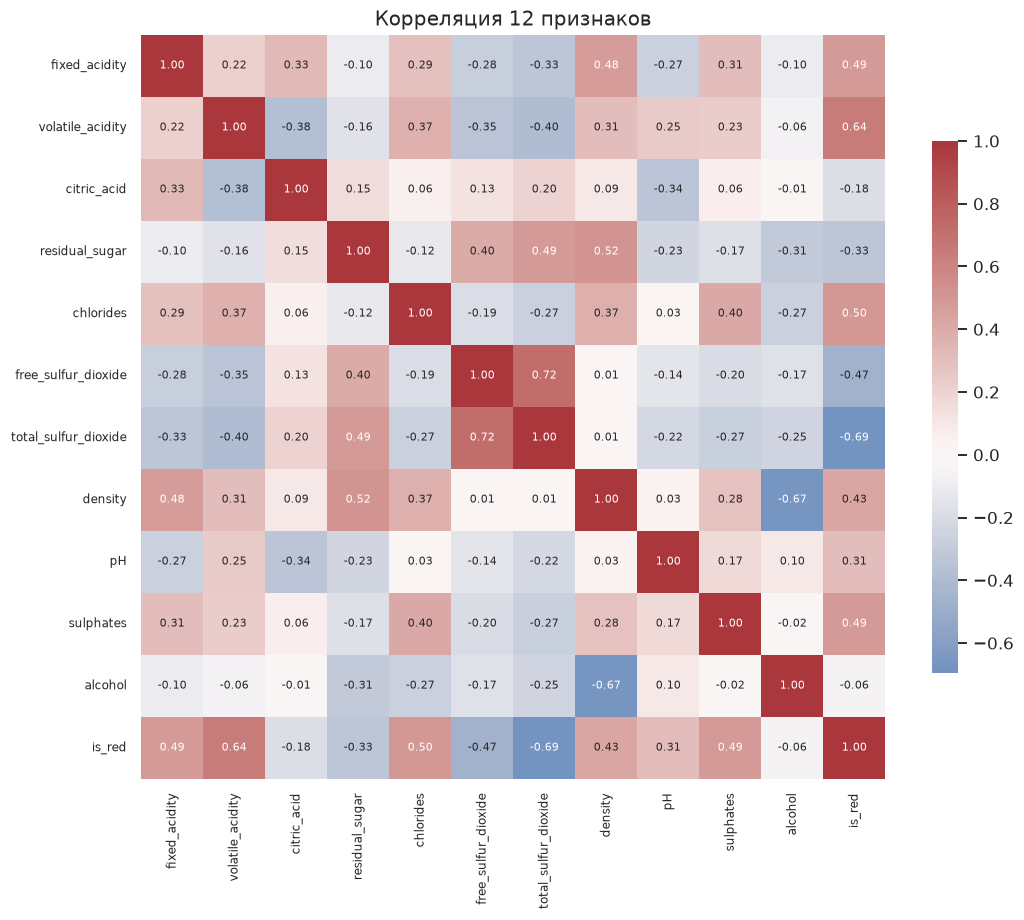 Корреляция 12 признаков
fixed_acidity 1.00 0.22 0.33 -0.10 0.29 -0.28 -0.33 0.48 -0.27 0.31 -0.10 0.49
volatile_acidity 0.22 1.00 -0.38 -0.16 0.37 -0.35 -0.40 0.31 0.25 0.23 -0.06 0.64
citric_acid 0.33 -0.38 1.00 0.15 0.06 0.13 0.20 0.09 -0.34 0.06 -0.01 -0.18
residual_sugar -0.10 -0.16 0.15 1.00 -0.12 0.40 0.49 0.52 -0.23 -0.17 -0.31 -0.33
chlorides 0.29 0.37 0.06 -0.12 1.00 -0.19 -0.27 0.37 0.03 0.40 -0.27 0.50
free_sulfur_dioxide -0.28 -0.35 0.13 0.40 -0.19 1.00 0.72 0.01 -0.14 -0.20 -0.17 -0.47
total_sulfur_dioxide -0.33 -0.40 0.20 0.49 -0.27 0.72 1.00 0.01 -0.22 -0.27 -0.25 -0.69
density 0.48 0.31 0.09 0.52 0.37 0.01 0.01 1.00 0.03 0.28 -0.67 0.43
pH -0.27 0.25 -0.34 -0.23 0.03 -0.14 -0.22 0.03 1.00 0.17 0.10 0.31
sulphates 0.31 0.23 0.06 -0.17 0.40 -0.20 -0.27 0.28 0.17 1.00 -0.02 0.49
alcohol -0.10 -0.06 -0.01 -0.31 -0.27 -0.17 -0.25 -0.67 0.10 -0.02 1.00 -0.06
is_red 0.49 0.64 -0.18 -0.33 0.50 -0.47 -0.69 0.43 0.31 0.49 -0.06 1.00
fixed_acidity
volatile_acidity
citric_acid
residual_sugar
chlorides
free_sulfur_dioxide
total_sulfur_dioxide
density
pH
sulphates
alcohol
is_red
1.0
0.8
0.6
0.4
0.2
0.0
−0.2
−0.4
−0.6